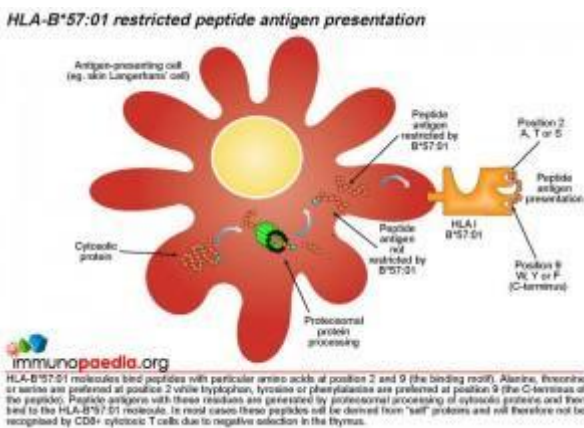 HLA-B*57:01 restricted peptide antigen presentation
Antigen-presenting cell
(eg. skin Langerhans' cell)
Peptide
antigen
restricted by
B*57:01
Position 2
A, T or S
Peptide
antigen
presentation
HLA I
B*57:01
Peptide
antigen
not
restricted by
B*57:01
Position 9
W, Y or F
(C-terminus)
Cytosolic
protein
Proteosomal
protein
processing
immunopaedia.org
HLA-B*57:01 molecules bind peptides with particular amino acids at position 2 and 9 (the binding motif). Alanine, threonine
or serine are preferred at position 2 while tryptophan, tyrosine or phenylalanine are preferred at position 9 (the C-terminus of
the peptide). Peptide antigens with these residues are generated by proteosomal processing of cytosolic proteins and then
bind to the HLA-B*57:01 molecule. In most cases these peptides will be derived from "self" proteins and will therefore not be
recognised by CD8+ cytotoxic T cells due to negative selection in the thymus.